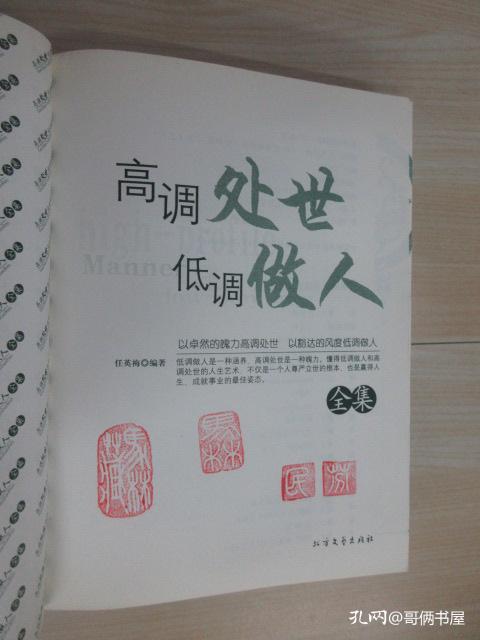 高调处世
低调做人
以卓然的魄力高调处世 以豁达的风度低调做人
任英梅◎编著
低调做人是一种涵养，高调处世是一种魄力。懂得低调做人和高
调处世的人生艺术，不仅是一个人尊严立世的根本，也是赢得人
生、成就事业的最佳姿态。
全集
北方文艺出版社
孔网@哥俩书屋